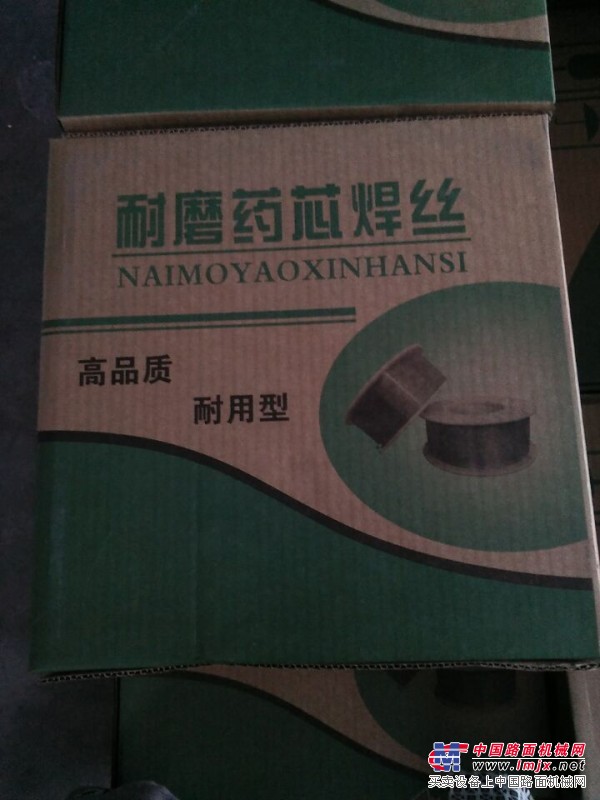 耐磨药芯焊丝
NAIMOYAOXINHANSI
高品质
耐用型
中国路面机械网
www.lmjx.net
买卖设备上中国路面机械网